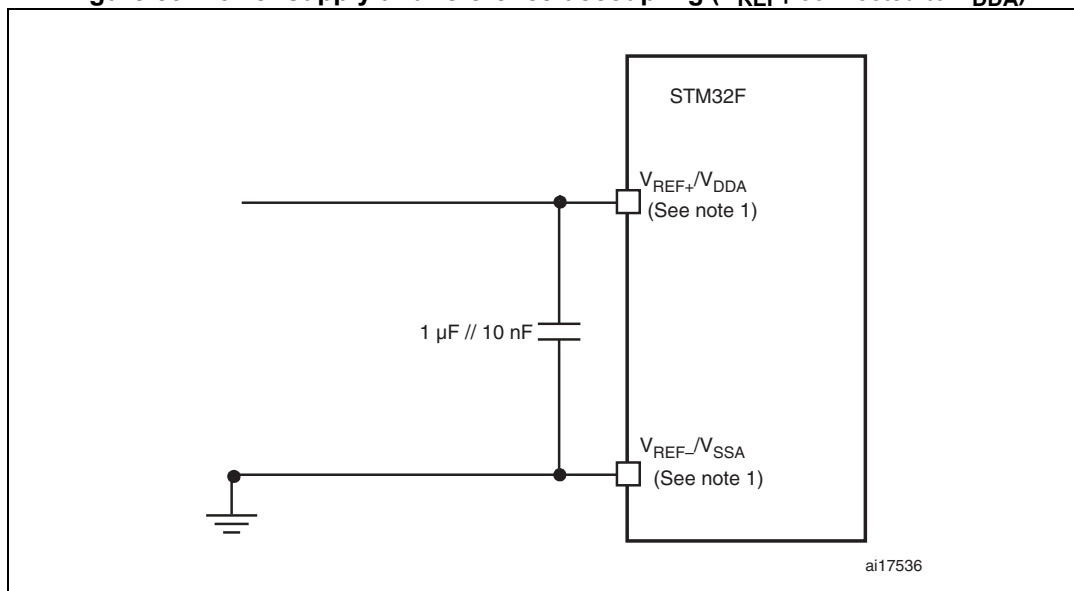 STM32F
VREF+/VDDA
(See note 1)
1 µF // 10 nF
VREF–/VSSA
(See note 1)
ai17536